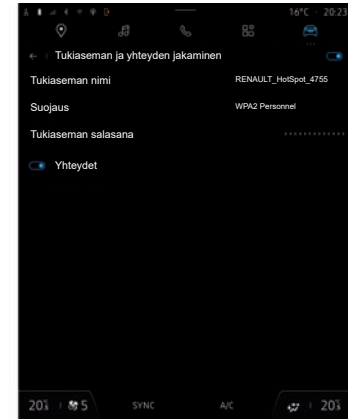 16°C 20:23
Tukiaseman ja yhteyden jakaminen
Tukiaseman nimi RENAULT_HotSpot_4755
Suojaus WPA2 Personnel
Tukiaseman salasana ·············
Yhteydet
20 5 SYNC A/C 20